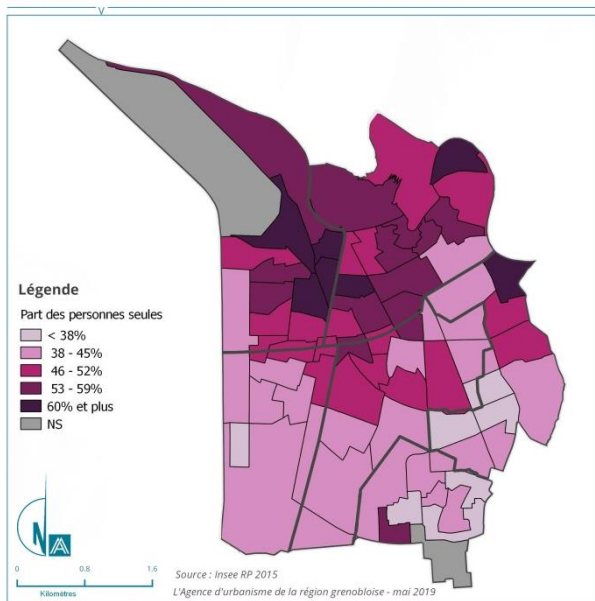 Légende
Part des personnes seules
< 38%
38 - 45%
46 - 52%
53 - 59%
60% et plus
NS
N
0 0.8 1.6
Kilomètres
Source : Insee RP 2015
L'Agence d'urbanisme de la région grenobloise - mai 2019